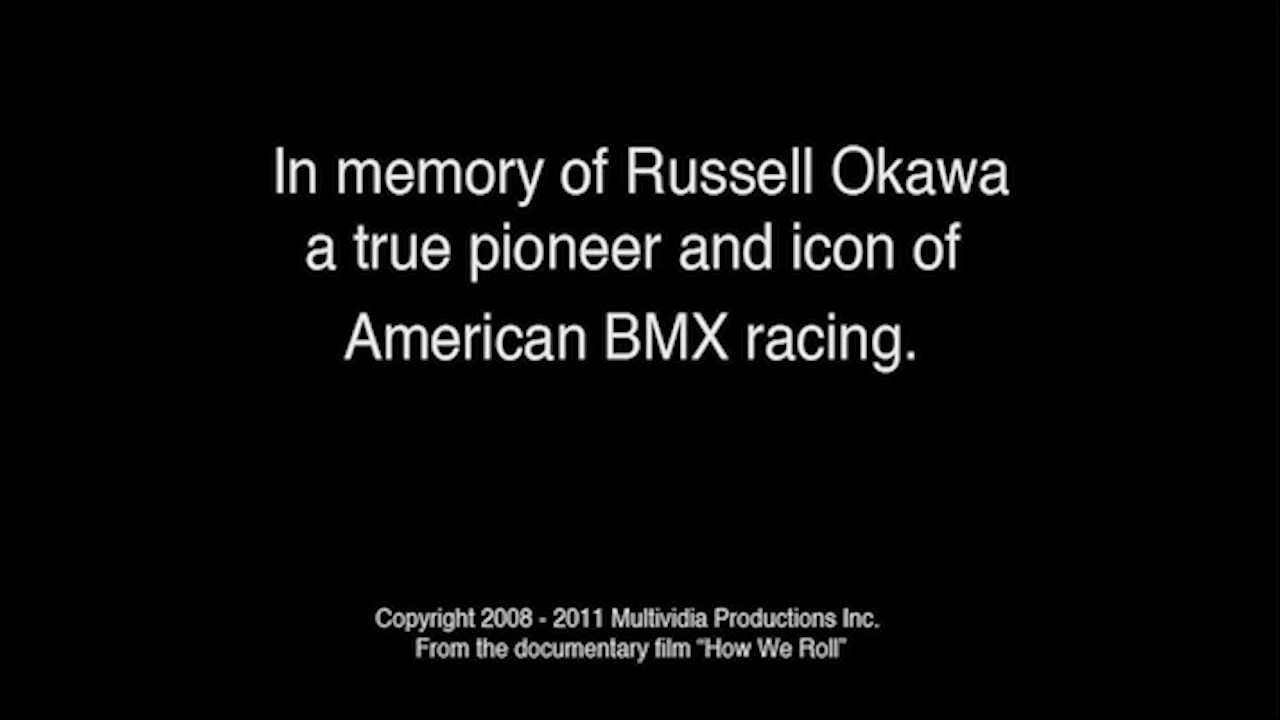 In memory of Russell Okawa
a true pioneer and icon of
American BMX racing.
Copyright 2008 - 2011 Multividia Productions Inc.
From the documentary film “How We Roll”